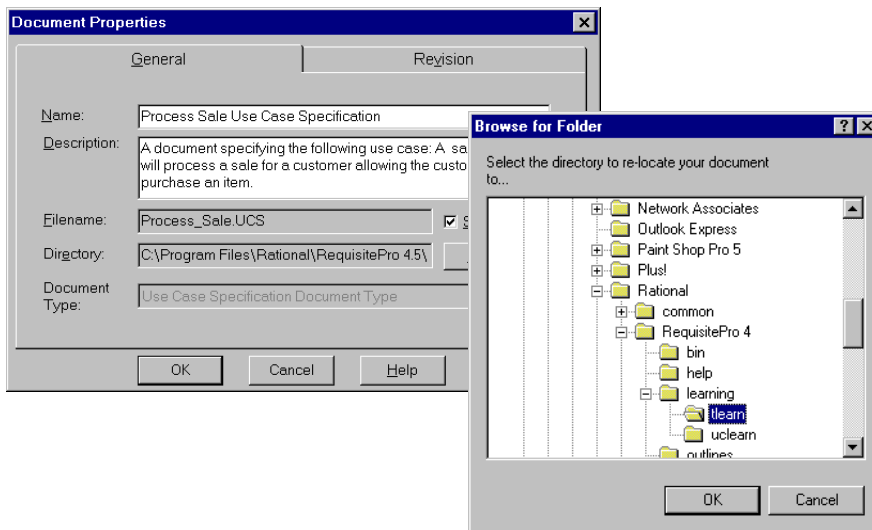 Document Properties
General
Revision
Name:
Process Sale Use Case Specification
Description:
A document specifying the following use case: A
will process a sale for a customer allowing the
purchase an item.
Filename:
Process_Sale.UCS
Directory:
C:\Program Files\Rational\RequisitePro 4.5\
Document
Type:
Use Case Specification Document Type
OK
Cancel
Help
Browse for Folder
Select the directory to re-locate your document
to...
Network Associates
Outlook Express
Paint Shop Pro 5
Plus!
Rational
common
RequisitePro 4
bin
help
learning
tlearn
uclearn
outlines
OK
Cancel